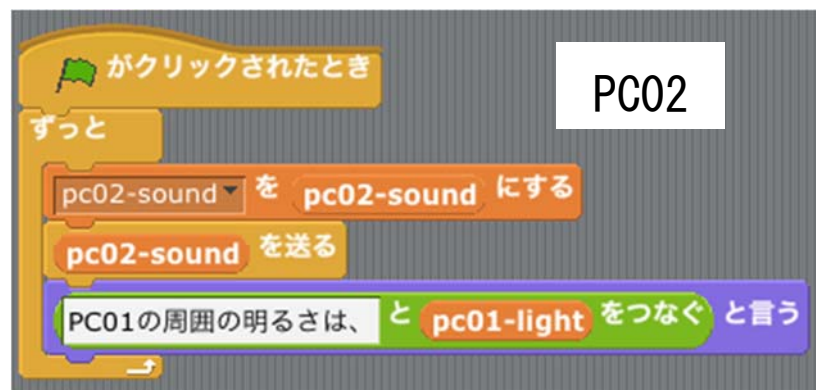 がクリックされたとき
PC02
ずっと
pc02-sound を pc02-sound にする
pc02-sound を送る
PC01の周囲の明るさは、 と pc01-light をつなぐ と言う